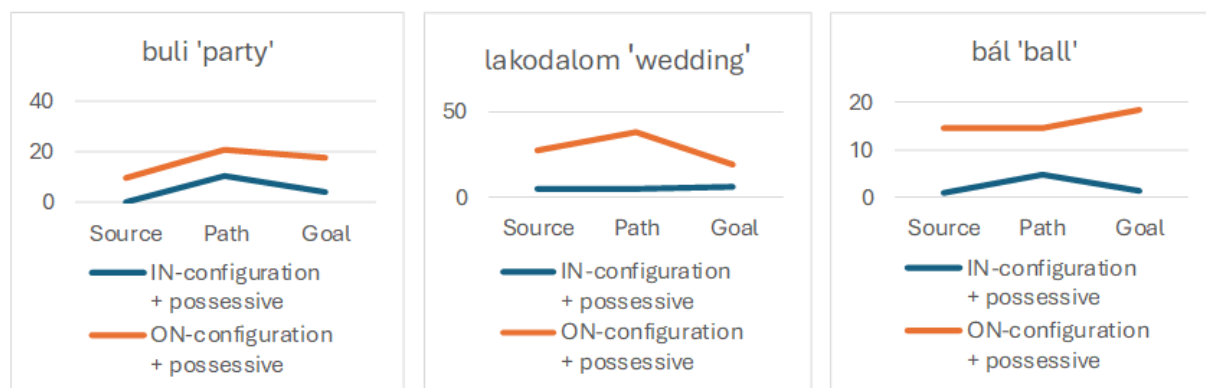 buli 'party'
40
20
0
Source Path Goal
IN-configuration
+ possessive
ON-configuration
+ possessive
lakodalom 'wedding'
50
0
Source Path Goal
IN-configuration
+ possessive
ON-configuration
+ possessive
bál 'ball'
20
10
0
Source Path Goal
IN-configuration
+ possessive
ON-configuration
+ possessive